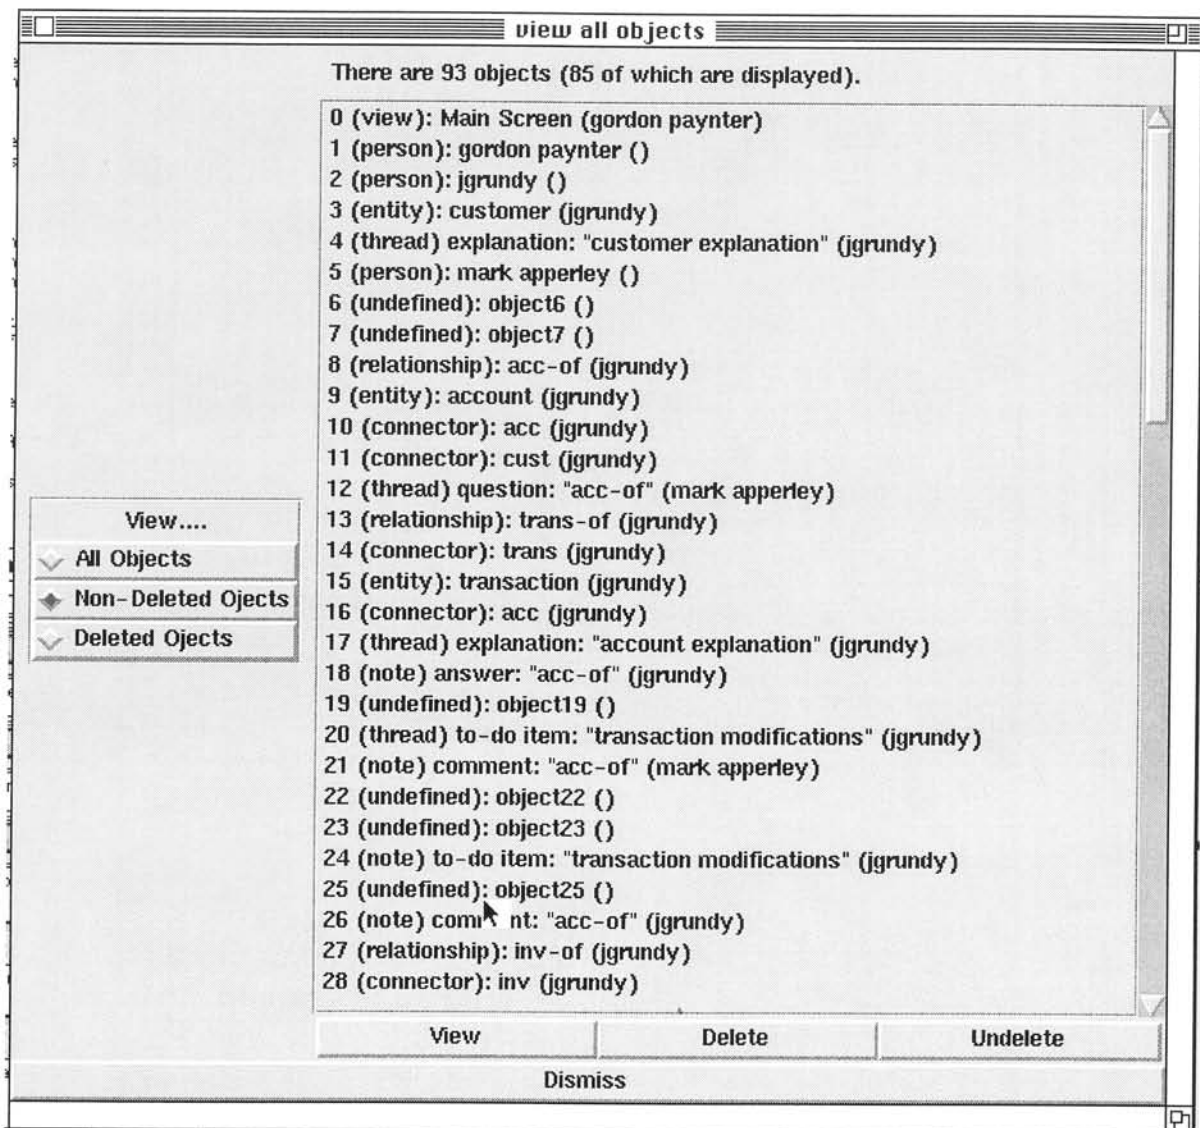 view all objects
There are 93 objects (85 of which are displayed).
0 (view): Main Screen (gordon paynter)
1 (person): gordon paynter ()
2 (person): jgrundy ()
3 (entity): customer (jgrundy)
4 (thread) explanation: "customer explanation" (jgrundy)
5 (person): mark apperley ()
6 (undefined): object6 ()
7 (undefined): object7 ()
8 (relationship): acc-of (jgrundy)
9 (entity): account (jgrundy)
10 (connector): acc (jgrundy)
11 (connector): cust (jgrundy)
12 (thread) question: "acc-of" (mark apperley)
13 (relationship): trans-of (jgrundy)
14 (connector): trans (jgrundy)
15 (entity): transaction (jgrundy)
16 (connector): acc (jgrundy)
17 (thread) explanation: "account explanation" (jgrundy)
18 (note) answer: "acc-of" (jgrundy)
19 (undefined): object19 ()
20 (thread) to-do item: "transaction modifications" (jgrundy)
21 (note) comment: "acc-of" (mark apperley)
22 (undefined): object22 ()
23 (undefined): object23 ()
24 (note) to-do item: "transaction modifications" (jgrundy)
25 (undefined): object25 ()
26 (note) comment: "acc-of" (jgrundy)
27 (relationship): inv-of (jgrundy)
28 (connector): inv (jgrundy)
View....
All Objects
Non-Deleted Ojects
Deleted Ojects
View Delete Undelete
Dismiss